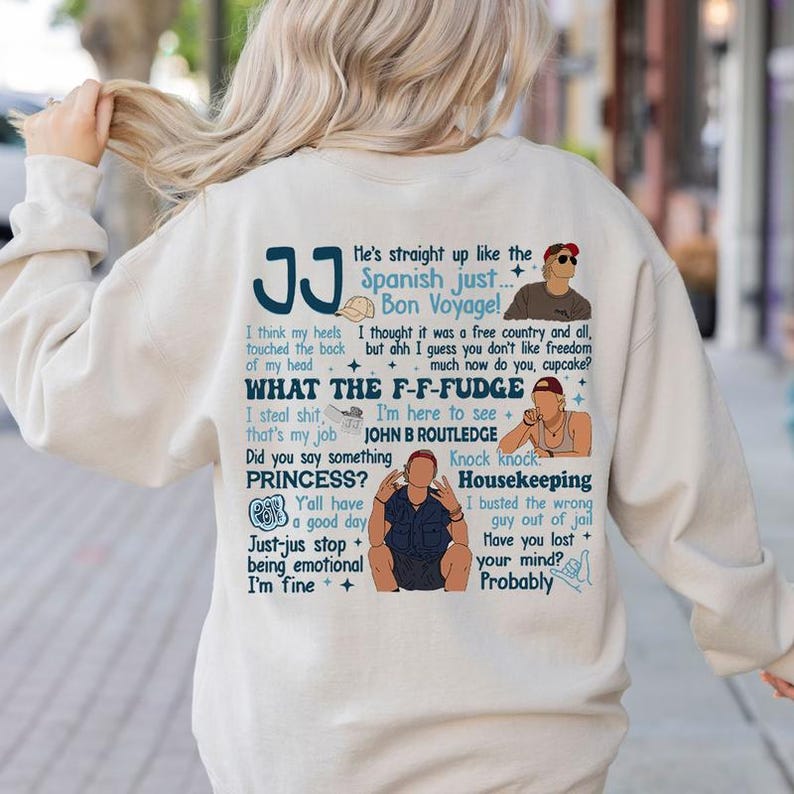 JJ
He's straight up like the
Spanish just...
Bon Voyage!
I think my heels
touched the back
of my head
I thought it was a free country and all,
but ahh I guess you don't like freedom
much now do you, cupcake?
WHAT THE F-F-FUDGE
I steal shit,
that's my job
JJ
I'm here to see
JOHN B ROUTLEDGE
Did you say something
PRINCESS?
Knock knock.
Housekeeping
POGUE
Y'all have
a good day
I busted the wrong
guy out of jail
Just-jus stop
being emotional
I'm fine
Have you lost
your mind?
Probably